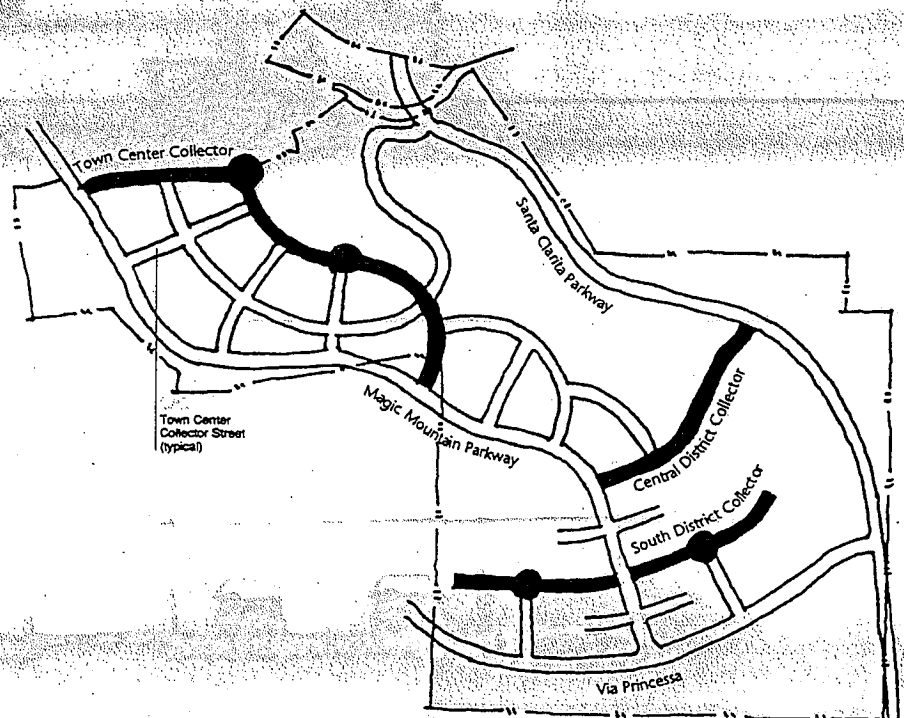 Town Center Collector
Santa Clarita Parkway
Town Center
Collector Street
(typical)
Magic Mountain Parkway
Central District Collector
South District Collector
Via Princessa